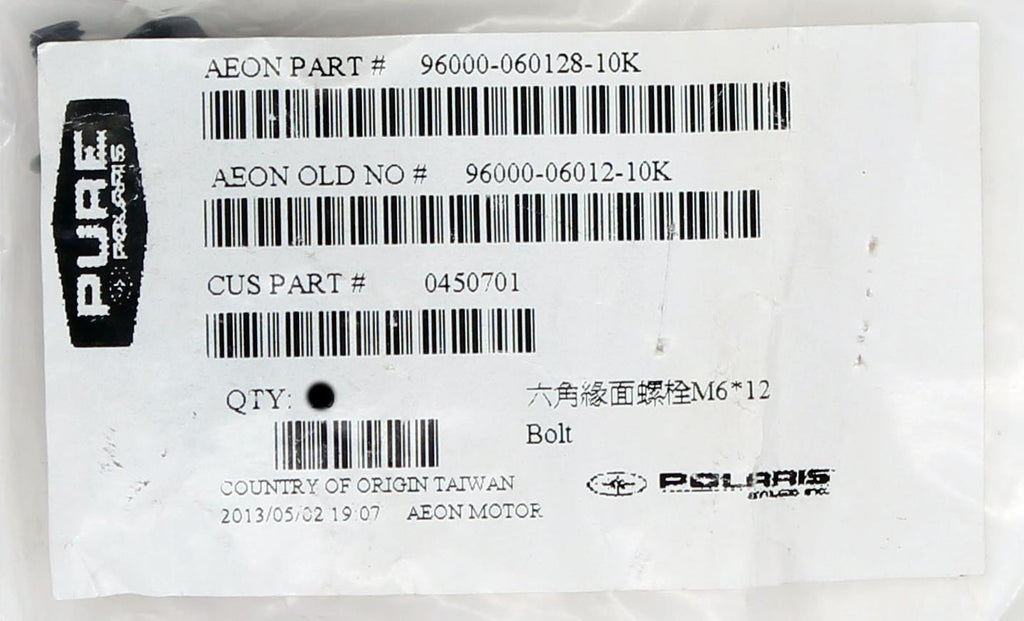 AEON PART # 96000-060128-10K
AEON OLD NO # 96000-06012-10K
CUS PART # 0450701
PURE
POLARIS
QTY:
六角緣面螺栓M6*12
Bolt
COUNTRY OF ORIGIN TAIWAN
2013/05/02 19:07 AEON MOTOR
POLARIS